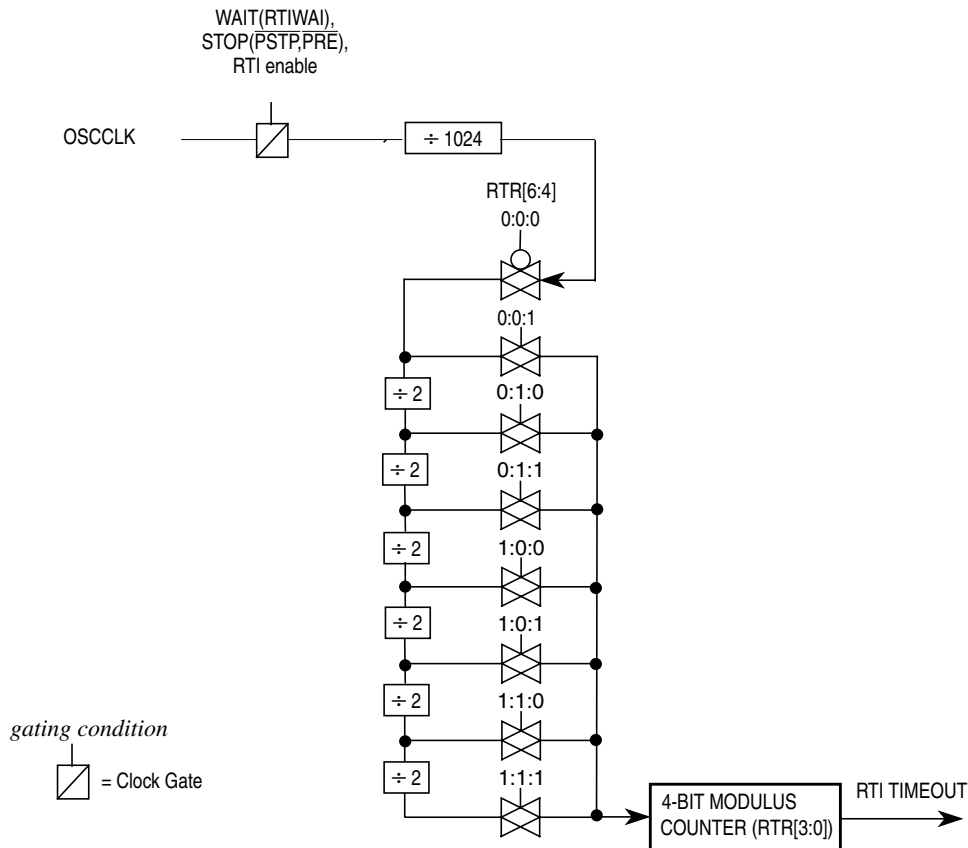 WAIT(RTIWAI),
STOP(PSTP,PRE),
RTI enable
OSCCLK
÷ 1024
RTR[6:4]
0:0:0
0:0:1
÷ 2
0:1:0
÷ 2
0:1:1
÷ 2
1:0:0
÷ 2
1:0:1
÷ 2
1:1:0
÷ 2
1:1:1
gating condition
= Clock Gate
4-BIT MODULUS
COUNTER (RTR[3:0])
RTI TIMEOUT